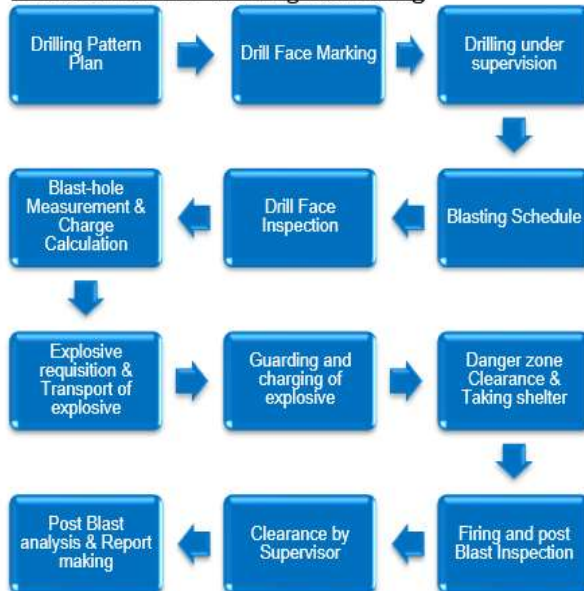 Drilling Pattern
Plan
Drill Face Marking
Drilling under
supervision
Blast-hole
Measurement &
Charge
Calculation
Drill Face
Inspection
Blasting Schedule
Explosive
requisition &
Transport of
explosive
Guarding and
charging of
explosive
Danger zone
Clearance &
Taking shelter
Post Blast
analysis & Report
making
Clearance by
Supervisor
Firing and post
Blast Inspection